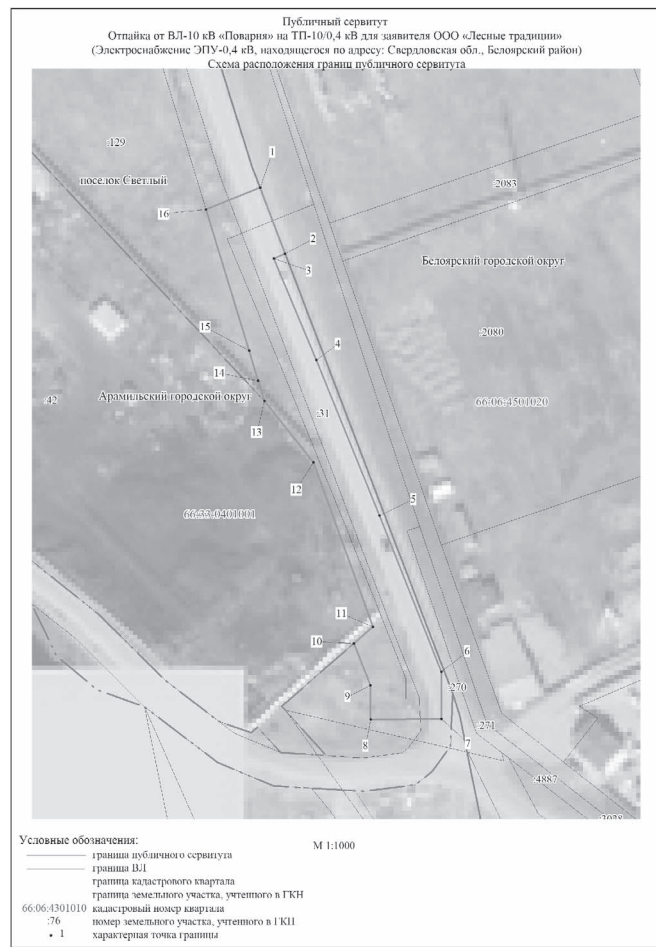 Публичный сервитут
Отпайка от ВЛ-10 кВ «Поварня» на ТП-10/0,4 кВ для заявителя ООО «Лесные традиции»
(Электроснабжение ЭПУ-0,4 кВ, находящегося по адресу: Свердловская обл., Белоярский район)
Схема расположения границ публичного сервитута
:129
поселок Светлый
1
:2083
16
2
3
Белоярский городской округ
:2080
15
4
14
Арамильский городской округ
:42
66:06:4501020
13
:31
12
5
66:33:0401001
11
10
6
9
:270
8
7
:271
:4887
Условные обозначения:
М 1:1000
граница публичного сервитута
граница ВЛ
граница кадастрового квартала
граница земельного участка, учтенного в ГКН
66:06:4301010 кадастровый номер квартала
:76 номер земельного участка, учтенного в ГКН
1 характерная точка границы